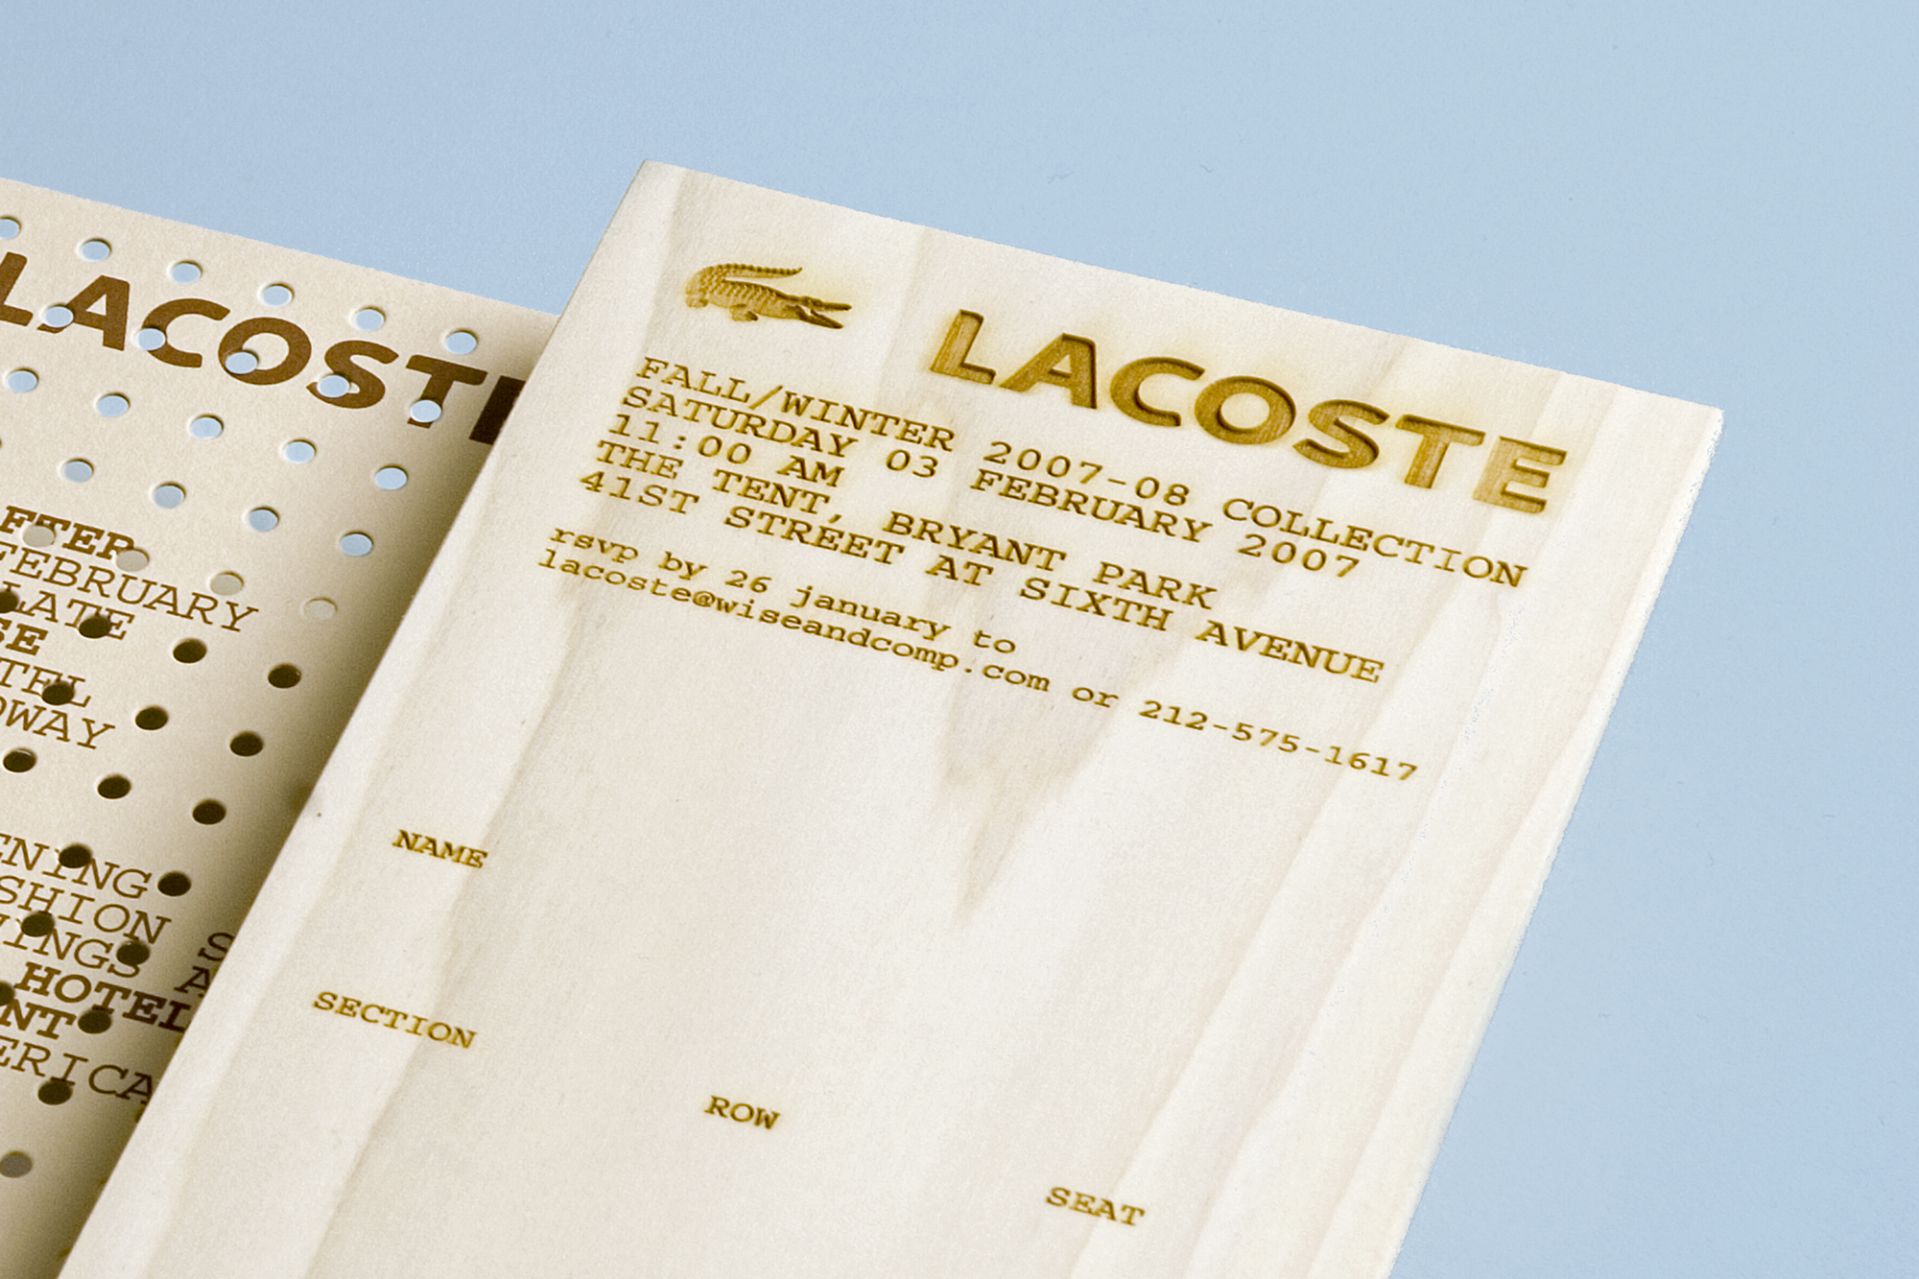 LACOSTE
FEBRUARY
HOTEL
LACOSTE
FALL/WINTER 2007-08 COLLECTION
SATURDAY 03 FEBRUARY 2007
11:00 AM
THE TENT, BRYANT PARK
41ST STREET AT SIXTH AVENUE
rsvp by 26 january to
lacoste@wiseandcomp.com or 212-575-1617
NAME
SECTION
ROW
SEAT